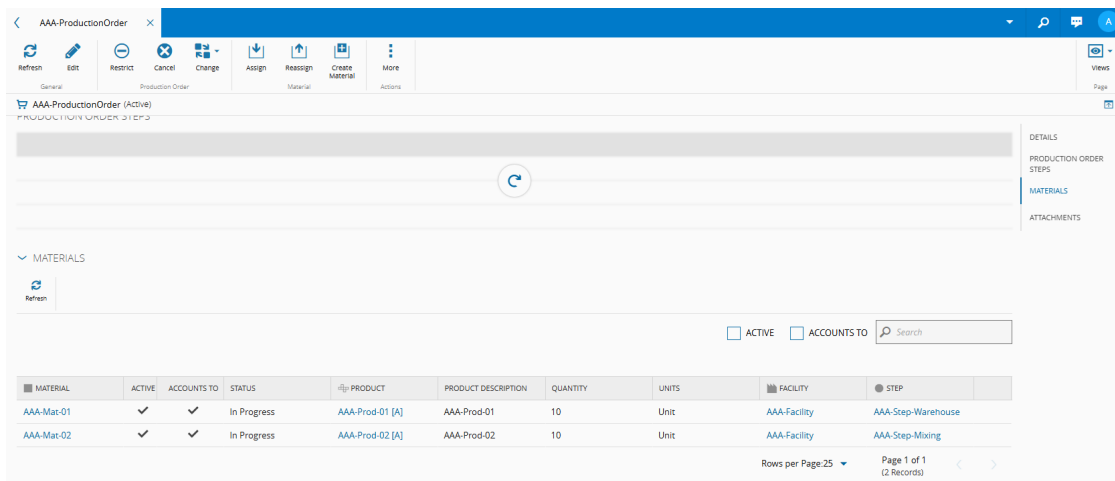 AAA-ProductionOrder
A
Refresh Edit Restrict Cancel Change Assign Reassign Create Material More Views
General Production Order Material Actions Page
AAA-ProductionOrder (Active)
PRODUCTION ORDER STEPS
DETAILS
PRODUCTION ORDER
STEPS
MATERIALS
ATTACHMENTS
MATERIALS
Refresh
ACTIVE ACCOUNTS TO Search
MATERIAL ACTIVE ACCOUNTS TO STATUS PRODUCT PRODUCT DESCRIPTION QUANTITY UNITS FACILITY STEP
AAA-Mat-01 In Progress AAA-Prod-01 [A] AAA-Prod-01 10 Unit AAA-Facility AAA-Step-Warehouse
AAA-Mat-02 In Progress AAA-Prod-02 [A] AAA-Prod-02 10 Unit AAA-Facility AAA-Step-Mixing
Rows per Page:25 Page 1 of 1
(2 Records)